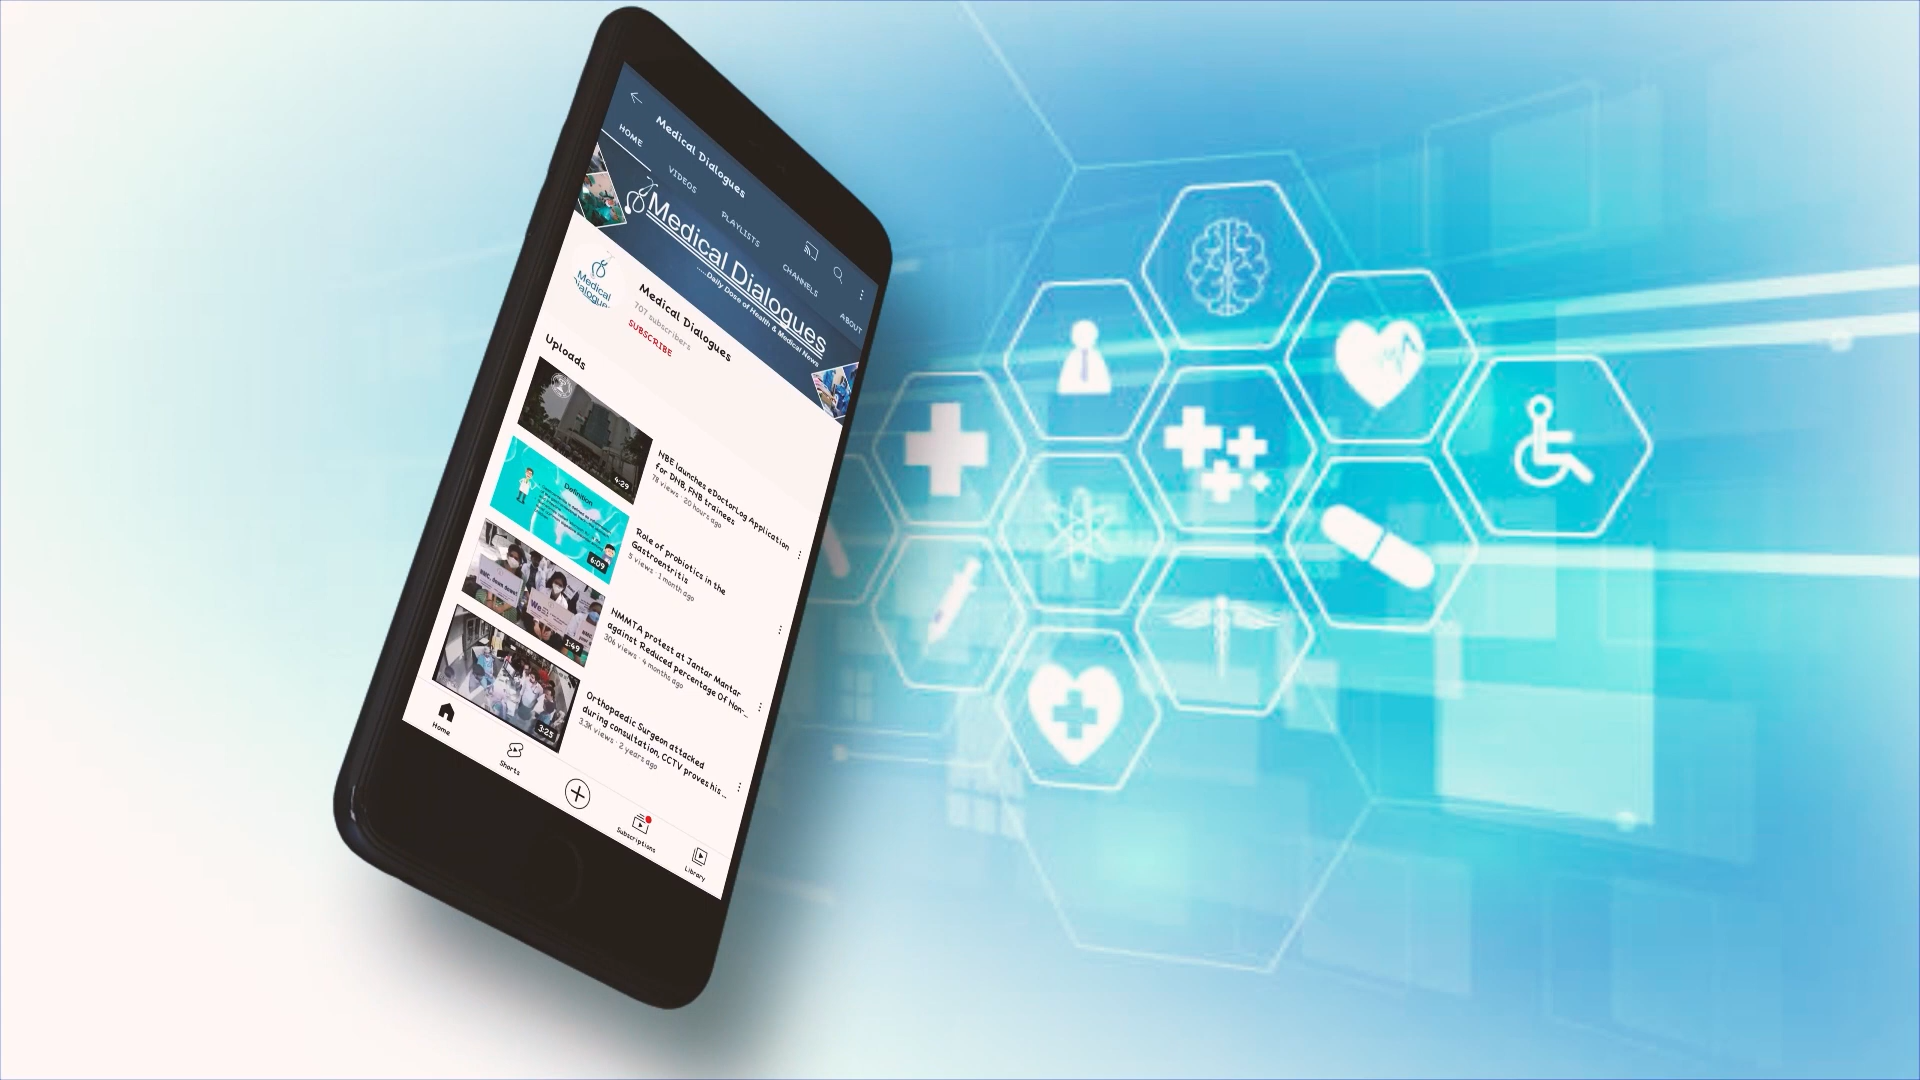 Medical Dialogues
HOME
VIDEOS
PLAYLISTS
CHANNELS
ABOUT
Medical Dialogues
.....Daily Dose of Health & Medical News
Medical
Dialogues
Medical Dialogues
707 subscribers
SUBSCRIBE
Uploads
4:29
NBE launches eDoctorLog Application
for DNB, FNB trainees
78 views · 20 hours ago
Definition
6:09
Role of probiotics in the
Gastroentritis
5 views · 1 month ago
1:49
NMMTA protest at Jantar Mantar
against 'Reduced percentage Of Non-...
306 views · 4 months ago
3:25
Orthopaedic Surgeon attacked
during consultation, CCTV proves his ...
3.3K views · 2 years ago
Home
Shorts
Subscriptions
Library